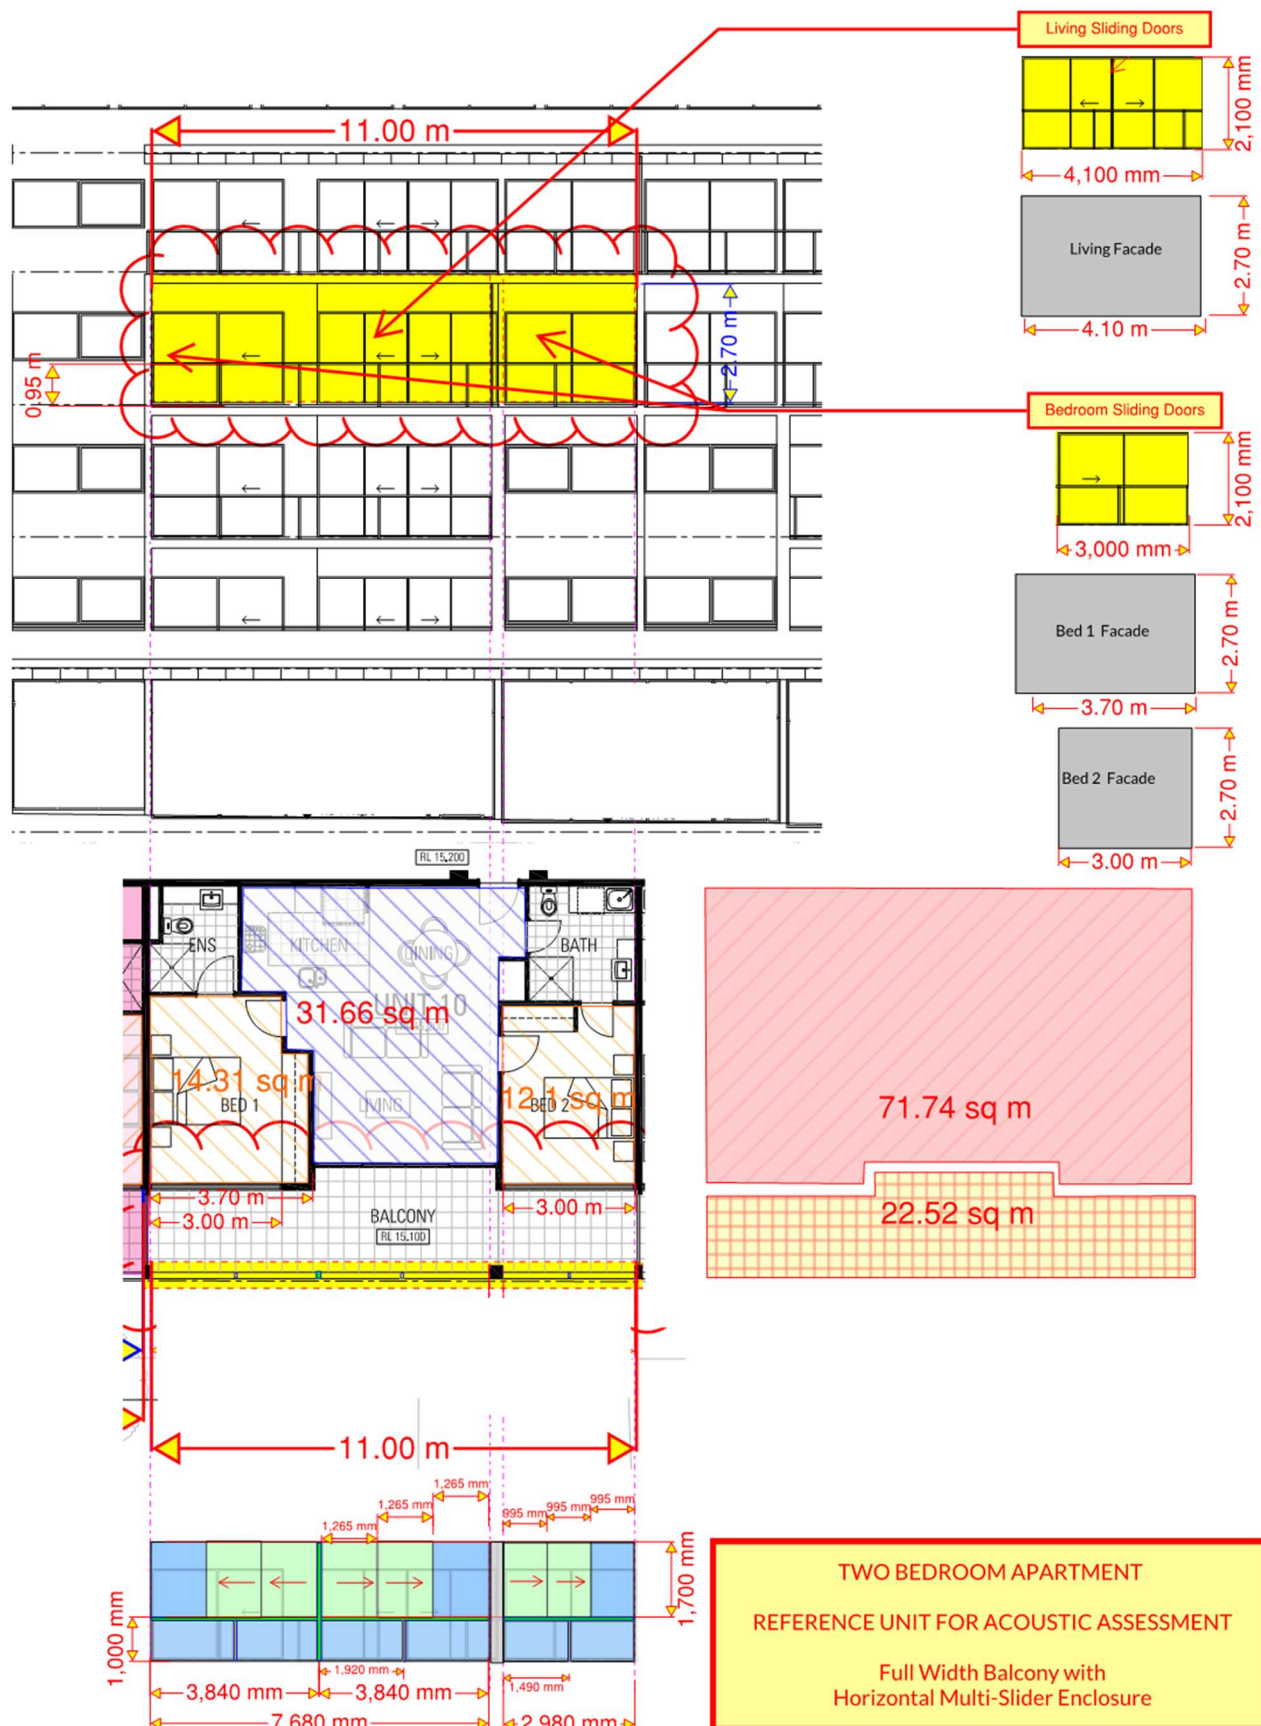 Living Sliding Doors
11.00 m
2,100 mm
4,100 mm
Living Facade
2.70 m
4.10 m
2.70 m
0.95 m
Bedroom Sliding Doors
2,100 mm
3,000 mm
Bed 1 Facade
2.70 m
3.70 m
Bed 2 Facade
2.70 m
3.00 m
RL 15.200
ENS
KITCHEN
DINING
BATH
UNIT 10
31.66 sq m
14.31 sq m
BED 1
LIVING
12.1 sq m
BED 2
71.74 sq m
3.70 m
3.00 m
3.00 m
BALCONY
RL 15.100
22.52 sq m
11.00 m
1,265 mm
1,265 mm
1,265 mm
995 mm
995 mm
995 mm
1,700 mm
1,000 mm
1,920 mm
1,490 mm
3,840 mm
3,840 mm
7,680 mm
2,980 mm
TWO BEDROOM APARTMENT
REFERENCE UNIT FOR ACOUSTIC ASSESSMENT
Full Width Balcony with
Horizontal Multi-Slider Enclosure